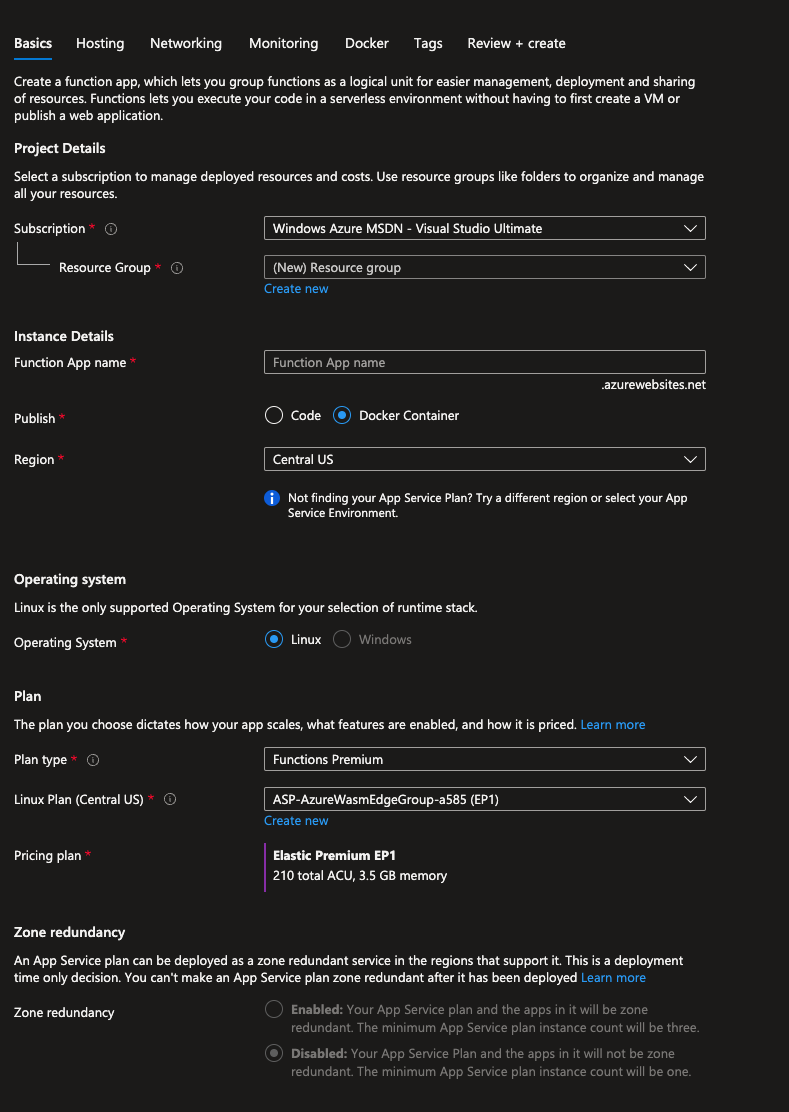 Basics Hosting Networking Monitoring Docker Tags Review + create
Create a function app, which lets you group functions as a logical unit for easier management, deployment and sharing
of resources. Functions lets you execute your code in a serverless environment without having to first create a VM or
publish a web application.
Project Details
Select a subscription to manage deployed resources and costs. Use resource groups like folders to organize and manage
all your resources.
Subscription * Windows Azure MSDN - Visual Studio Ultimate
Resource Group * (New) Resource group
Create new
Instance Details
Function App name * Function App name
.azurewebsites.net
Publish * Code Docker Container
Region * Central US
Not finding your App Service Plan? Try a different region or select your App
Service Environment.
Operating system
Linux is the only supported Operating System for your selection of runtime stack.
Operating System * Linux Windows
Plan
The plan you choose dictates how your app scales, what features are enabled, and how it is priced. Learn more
Plan type * Functions Premium
Linux Plan (Central US) * ASP-AzureWasmEdgeGroup-a585 (EP1)
Create new
Pricing plan * Elastic Premium EP1
210 total ACU, 3.5 GB memory
Zone redundancy
An App Service plan can be deployed as a zone redundant service in the regions that support it. This is a deployment
time only decision. You can't make an App Service plan zone redundant after it has been deployed Learn more
Zone redundancy Enabled: Your App Service plan and the apps in it will be zone
redundant. The minimum App Service plan instance count will be three.
Disabled: Your App Service Plan and the apps in it will not be zone
redundant. The minimum App Service plan instance count will be one.